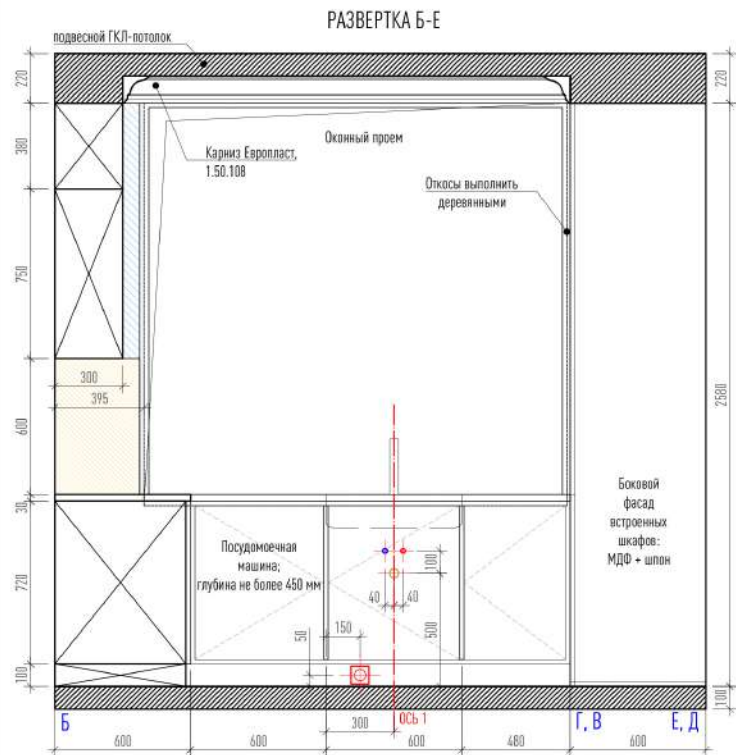 РАЗВЕРТКА Б-Е
подвесной ГКЛ-потолок
220
220
Оконный проем
Карниз Европласт,
1.50.108
380
Откосы выполнить
деревянными
750
300
395
2580
600
Боковой
фасад
встроенных
шкафов:
МДФ + шпон
30
Посудомоечная
машина;
глубина не более 450 мм
100
720
40
40
150
500
50
100
100
Б
300
ОСЬ 1
Г, В
Е, Д
600
600
600
480
600